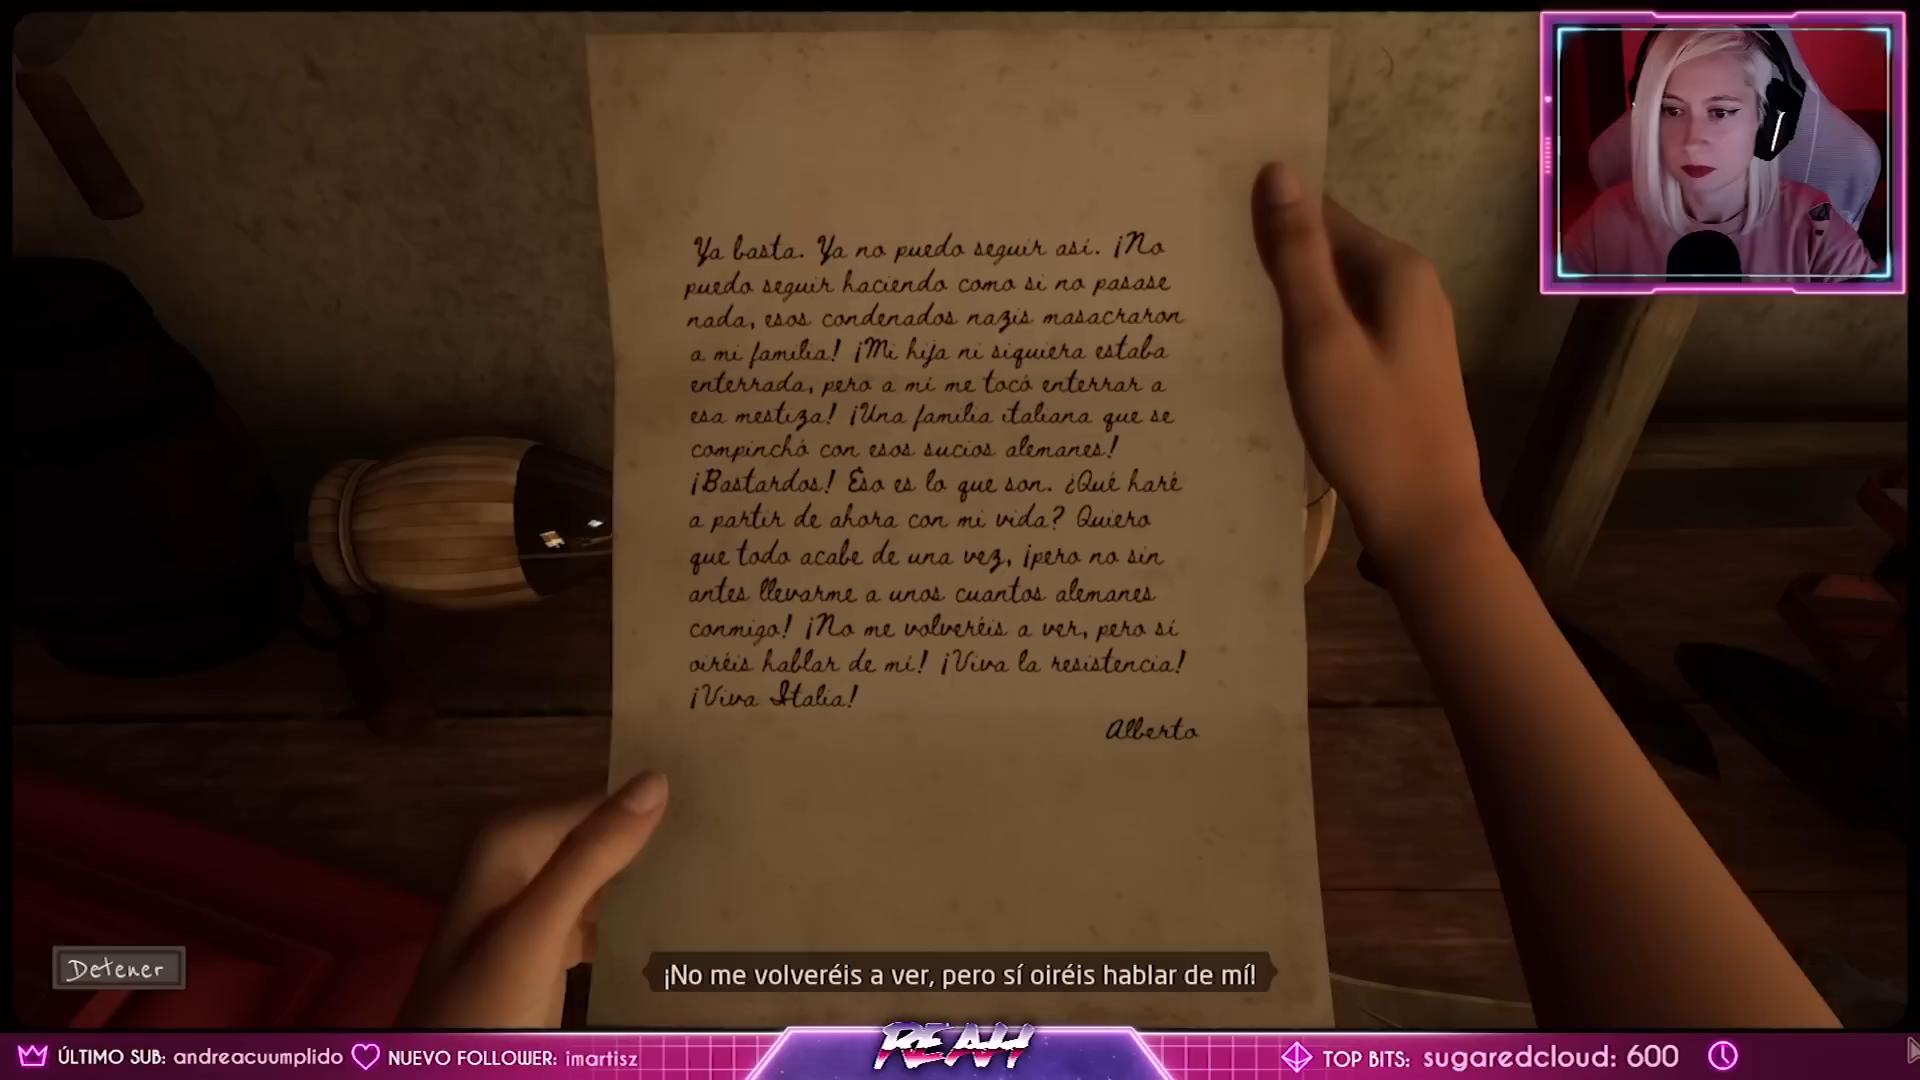 Ya basta. Ya no puedo seguir así. ¡No
puedo seguir haciendo como si no pasase
nada, esos condenados nazis masacraron
a mi familia! ¡Mi hija ni siquiera estaba
enterrada, pero a mí me tocó enterrar a
esa mestiza! ¡Una familia italiana que se
compinchó con esos sucios alemanes!
¡Bastardos! Eso es lo que son. ¿Qué haré
a partir de ahora con mi vida? Quiero
que todo acabe de una vez, ¡pero no sin
antes llevarme a unos cuantos alemanes
conmigo! ¡No me volveréis a ver, pero sí
oiréis hablar de mí! ¡Viva la resistencia!
¡Viva Italia!
Alberto
Detener
¡No me volveréis a ver, pero sí oiréis hablar de mí!
ÚLTIMO SUB: andreacuumplido
NUEVO FOLLOWER: imartisz
REAH
TOP BITS: sugaredcloud: 600